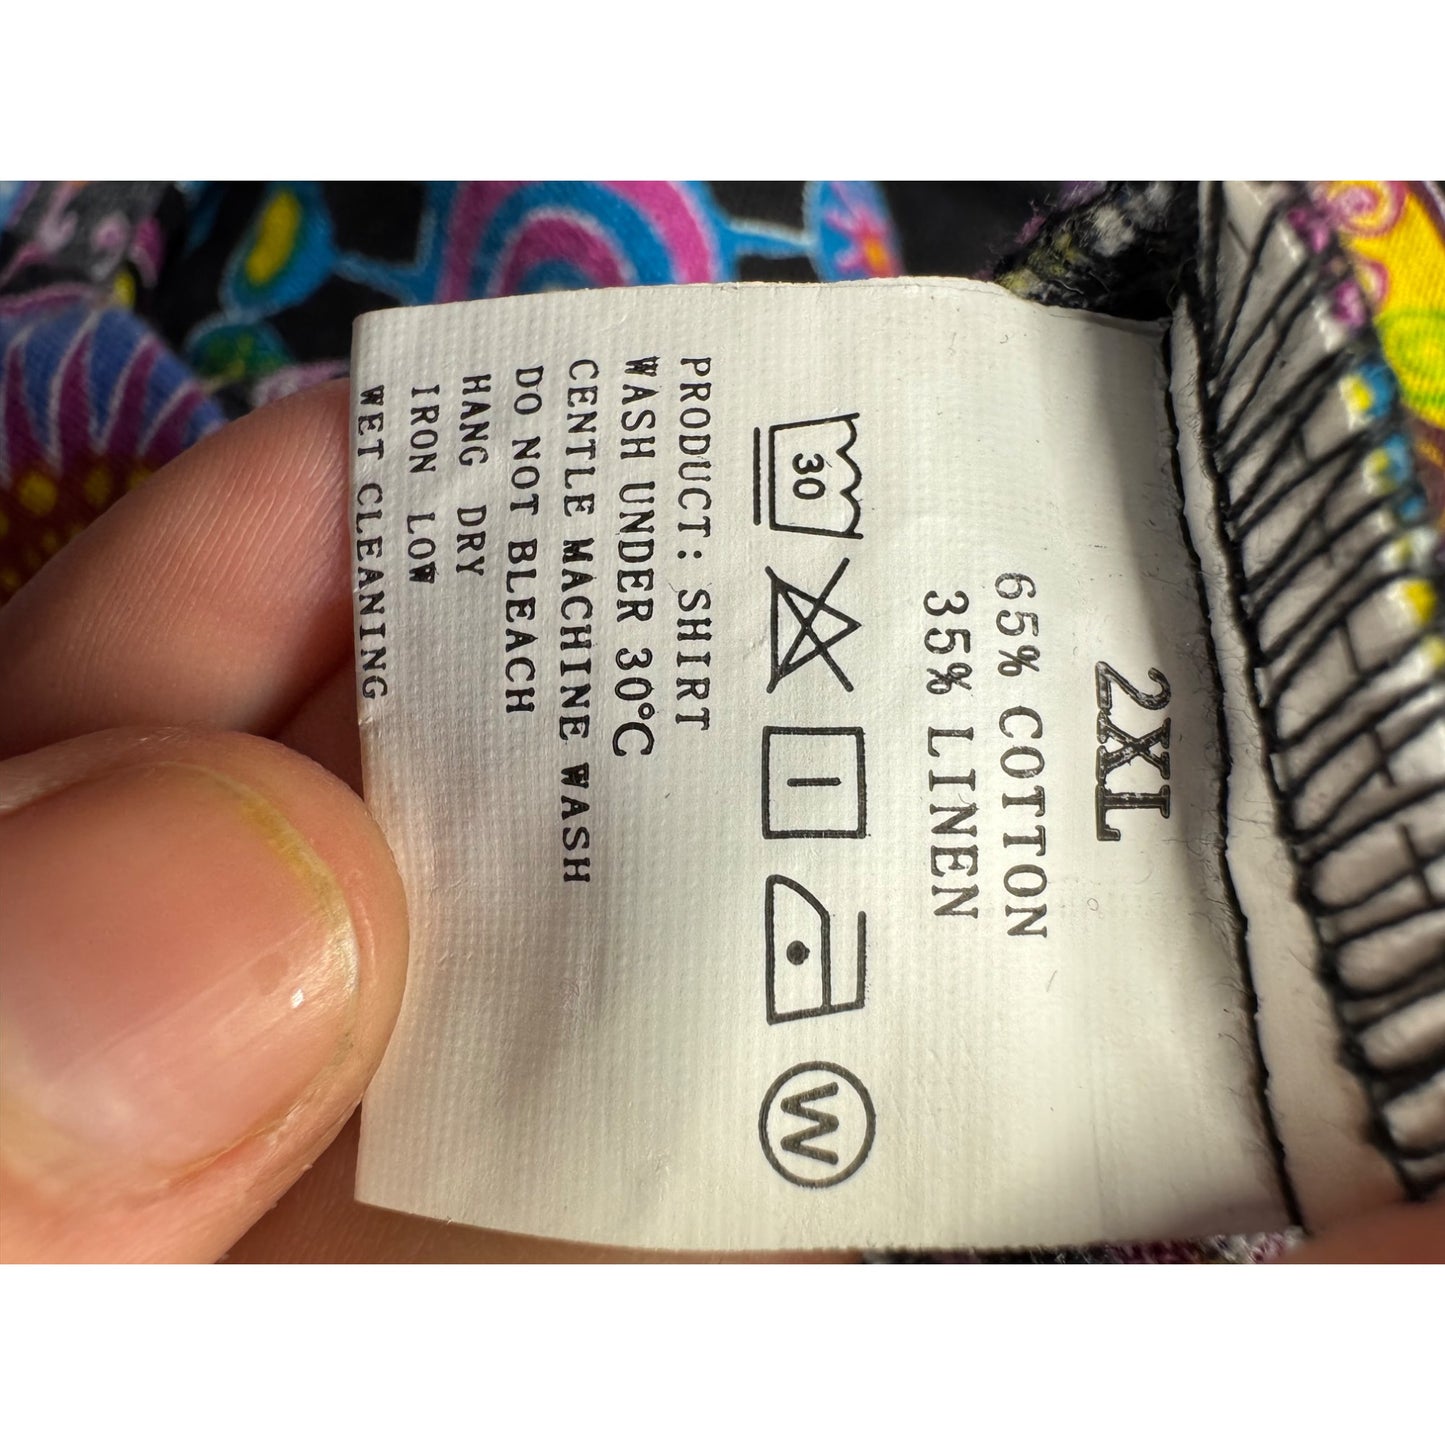 2XL
65% COTTON
35% LINEN
30
W
PRODUCT: SHIRT
WASH UNDER 30°C
CENTLE MACHINE WASH
DO NOT BLEACH
HANG DRY
IRON LOW
WET CLEANING